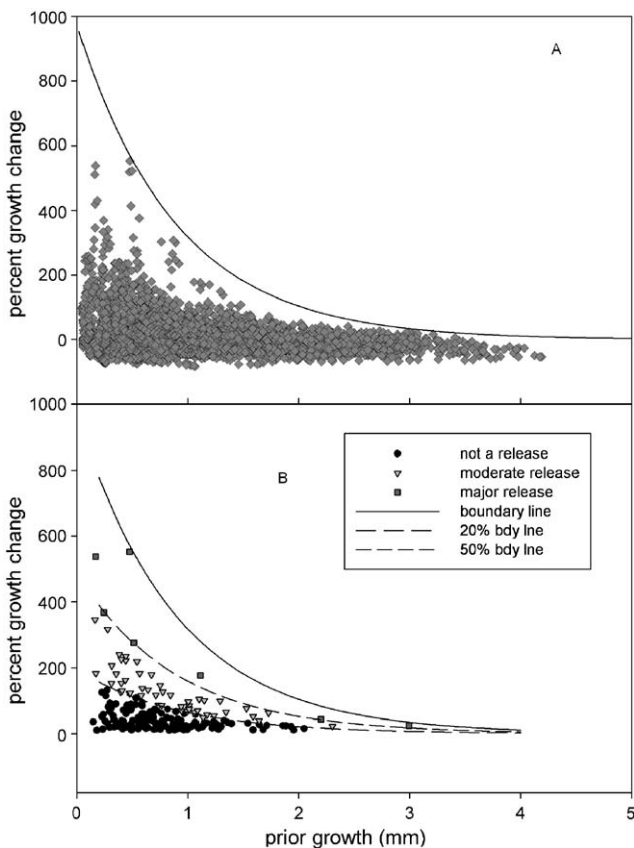 1000
A
800
600
400
200
0
percent growth change
1000
B
800
600
400
200
0
percent growth change
not a release
moderate release
major release
boundary line
20% bdy lne
50% bdy lne
0 1 2 3 4 5
prior growth (mm)